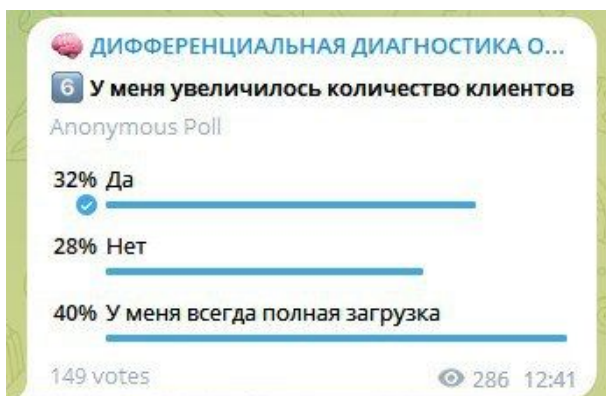 ДИФФЕРЕНЦИАЛЬНАЯ ДИАГНОСТИКА О...
6 У меня увеличилось количество клиентов
Anonymous Poll
32% Да
28% Нет
40% У меня всегда полная загрузка
149 votes 286 12:41